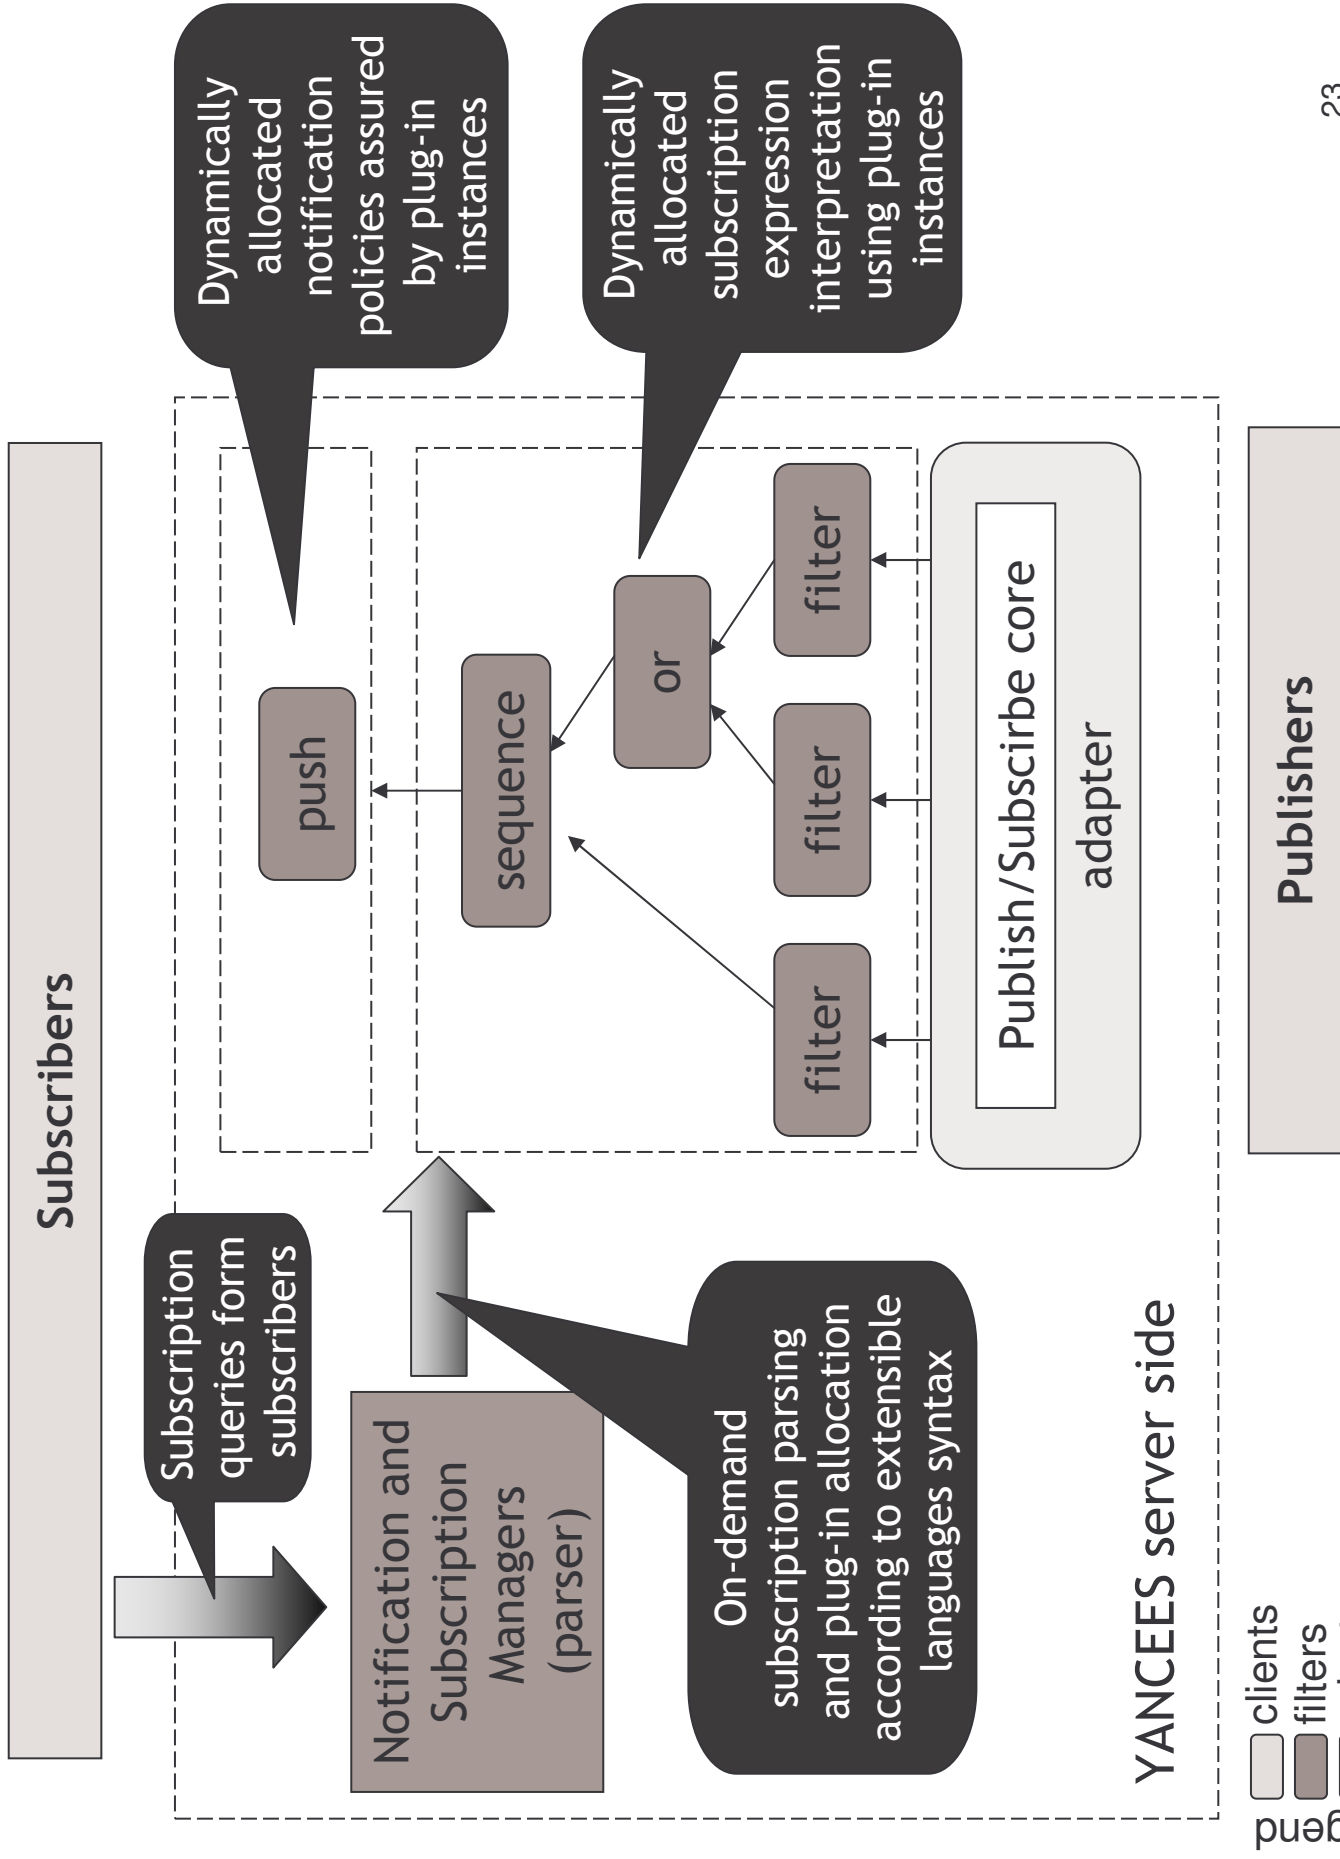 Subscribers
Subscription
queries form
subscribers
Dynamically
allocated
notification
policies assured
by plug-in
instances
push
Notification and
Subscription
Managers
(parser)
sequence
or
Dynamically
allocated
subscription
expression
interpretation
using plug-in
instances
On-demand
subscription parsing
and plug-in allocation
according to extensible
languages syntax
filter
filter
filter
Publish/Subscirbe core
adapter
YANCEES server side
Publishers
clients
filters
23